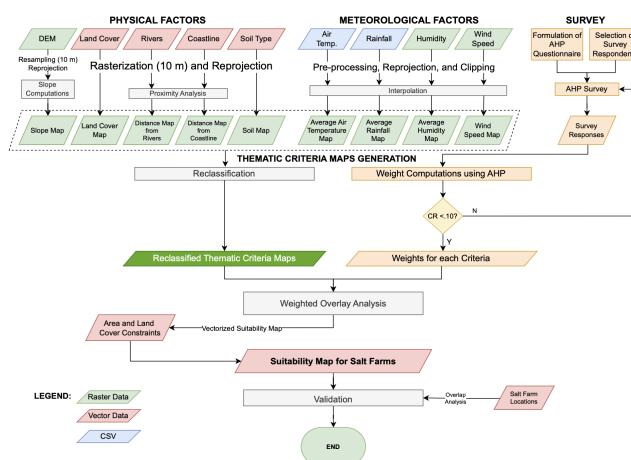 PHYSICAL FACTORS
METEOROLOGICAL FACTORS
SURVEY
DEM
Land Cover
Rivers
Coastline
Soil Type
Air
Temp.
Rainfall
Humidity
Wind
Speed
Formulation of
AHP
Questionnaire
Selection
Survey
Resampling (10 m)
Reprojection
Rasterization (10 m) and Reprojection
Pre-processing, Reprojection, and Clipping
Slope
Computations
Proximity Analysis
Interpolation
AHP Survey
Slope Map
Land Cover
Map
Distance Map
from
Rivers
Distance Map
from
Coastline
Soil Map
Average Air
Temperature
Map
Average
Rainfall
Map
Average
Humidity
Map
Wind
Speed Map
Survey
Responses
THEMATIC CRITERIA MAPS GENERATION
Reclassification
Weight Computations using AHP
CR <.10?
N
Y
Reclassified Thematic Criteria Maps
Weights for each Criteria
Weighted Overlay Analysis
Area and Land
Cover Constraints
Vectorized Suitability Map
Suitability Map for Salt Farms
LEGEND:
Raster Data
Vector Data
CSV
Validation
Overlap
Analysis
Salt Farm
Locations
END